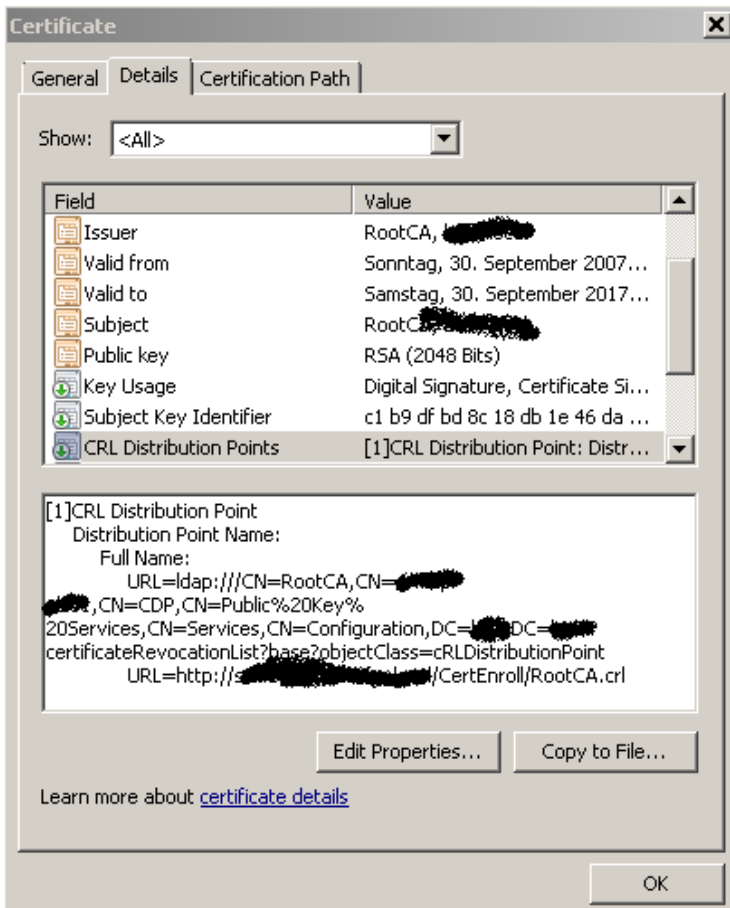 Certificate
General Details Certification Path
Show: <All>
Field Value
Issuer RootCA,
Valid from Sonntag, 30. September 2007...
Valid to Samstag, 30. September 2017...
Subject RootC
Public key RSA (2048 Bits)
Key Usage Digital Signature, Certificate Si...
Subject Key Identifier c1 b9 df bd 8c 18 db 1e 46 da ...
CRL Distribution Points [1]CRL Distribution Point: Distr...
[1]CRL Distribution Point
Distribution Point Name:
Full Name:
URL=ldap:///CN=RootCA,CN=
,CN=CDP,CN=Public%20Key%
20Services,CN=Services,CN=Configuration,DC= DC=
certificateRevocationList?base?objectClass=cRLDistributionPoint
URL=http://s /CertEnroll/RootCA.crl
Edit Properties... Copy to File...
Learn more about certificate details
OK